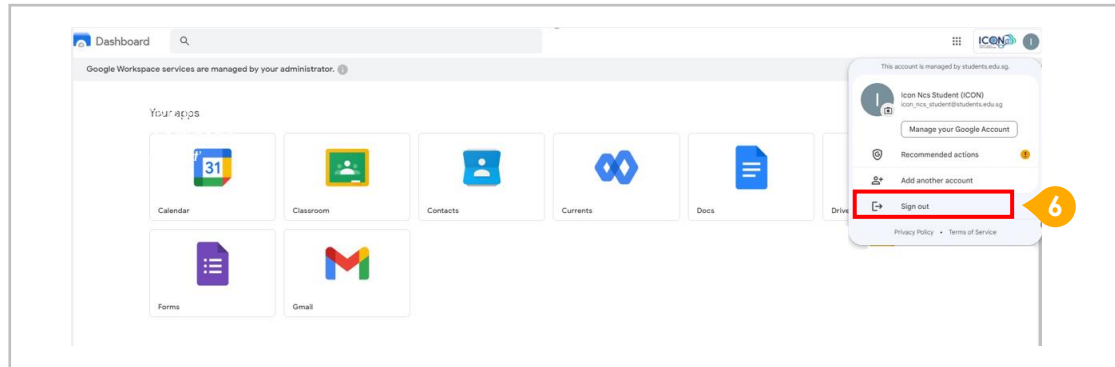 Dashboard
ICON
I
Google Workspace services are managed by your administrator.
This account is managed by students.edu.sg.
I
Icon Ncs Student (ICON)
icon_ncs_student@students.edu.sg
Manage your Google Account
Recommended actions
Add another account
Sign out
6
Privacy Policy • Terms of Service
Your apps
31
Calendar
Classroom
Contacts
Currents
Docs
Drive
Forms
Gmail